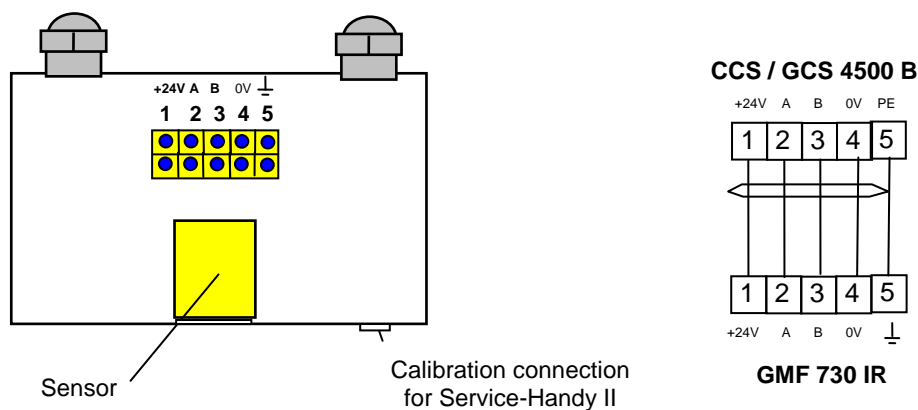 +24V A B 0V
1 2 3 4 5
Sensor
Calibration connection
for Service-Handy II
CCS / GCS 4500 B
+24V A B 0V PE
1 2 3 4 5
1 2 3 4 5
+24V A B 0V
GMF 730 IR